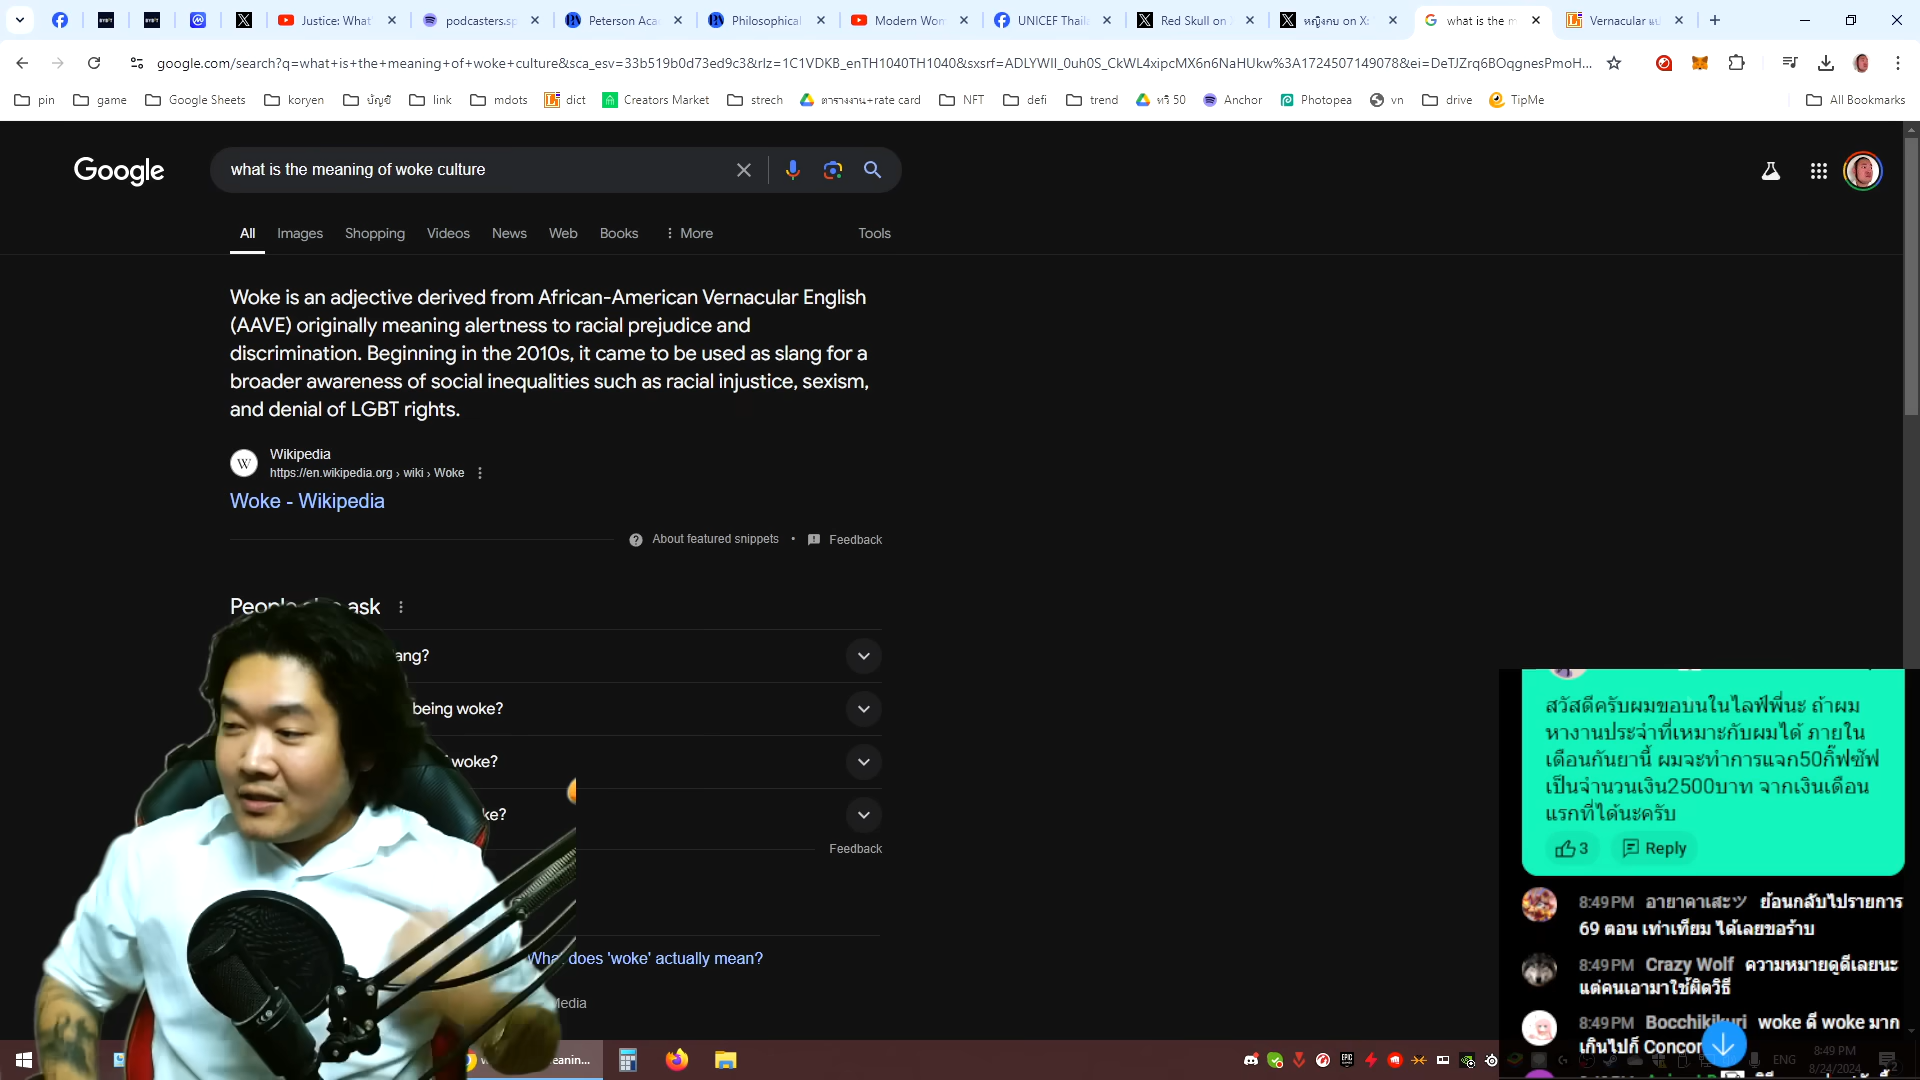 Justice: What
podcasters.sp
Peterson Aca
Philosophical
Modern Wom
UNICEF Thaila
Red Skull on
หญิงกบ on X:
what is the m
Vernacular แป
google.com/search?q=what+is+the+meaning+of+woke+culture&sca_esv=33b519b0d73ed9c3&rlz=1C1VDKB_enTH1040TH1040&sxsrf=ADLYWII_0uh0S_CkWL4xipcMX6n6NaHUkw%3A1724507149078&ei=DeTJZrq6BOqgnesPmoH...
pin
game
Google Sheets
koryen
บัญชี
link
mdots
dict
Creators Market
strech
ตารางงาน+rate card
NFT
defi
trend
ทวิ 50
Anchor
Photopea
vn
drive
TipMe
All Bookmarks
Google
what is the meaning of woke culture
All
Images
Shopping
Videos
News
Web
Books
More
Tools
Woke is an adjective derived from African-American Vernacular English
(AAVE) originally meaning alertness to racial prejudice and
discrimination. Beginning in the 2010s, it came to be used as slang for a
broader awareness of social inequalities such as racial injustice, sexism,
and denial of LGBT rights.
W
Wikipedia
https://en.wikipedia.org › wiki › Woke
Woke - Wikipedia
About featured snippets
•
Feedback
People ask
ang?
being woke?
woke?
ke?
Feedback
What does 'woke' actually mean?
Media
สวัสดีครับผมขอบนในไลฟ์พี่นะ ถ้าผม
หางานประจำที่เหมาะกับผมได้ ภายใน
เดือนกันยานี้ ผมจะทำการแจก50กิ๊ฟซัฟ
เป็นจำนวนเงิน2500บาท จากเงินเดือน
แรกที่ได้นะครับ
3
Reply
8:49 PM อายาคาเสะツ ย้อนกลับไปรายการ
69 ตอน เท่าเทียม ได้เลยขอร้าบ
8:49 PM Crazy Wolf ความหมายดูดีเลยนะ
แต่คนเอามาใช้ผิดวิธี
8:49 PM Bocchikikuri woke ดี woke มาก
เกินไปก็ Concor
ENG
8:49 PM
8/24/2024